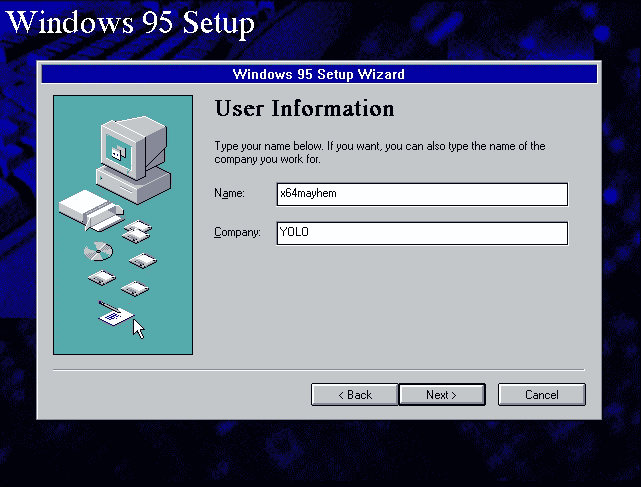 Windows 95 Setup
Windows 95 Setup Wizard
User Information
Type your name below. If you want, you can also type the name of the
company you work for.
Name: x64mayhem
Company: YOLO
< Back Next > Cancel